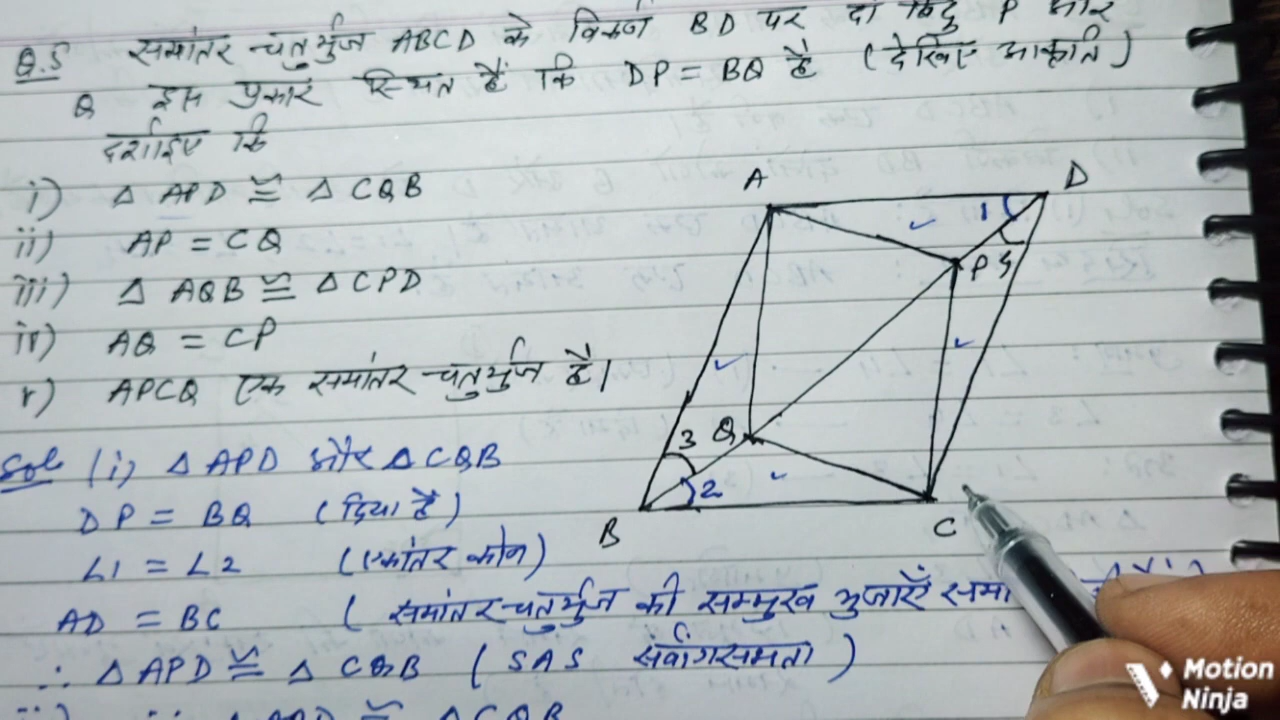 Q.5 समांतर चतुर्भुज ABCD के विकर्ण BD पर दो बिंदु P और
Q इस प्रकार स्थित हैं कि DP = BQ है (देखिए आकृति)
दर्शाइए कि
i) Δ APD ≅ Δ CQB
ii) AP = CQ
iii) Δ AQB ≅ Δ CPD
iv) AQ = CP
v) APCQ एक समांतर चतुर्भुज है।
A
D
1
P
4
3
Q
2
B
C
Sol (i) Δ APD और Δ CQB
DP = BQ (दिया है)
∠1 = ∠2 (एकांतर कोण)
AD = BC (समांतर चतुर्भुज की सम्मुख भुजाएँ
∴ Δ APD ≅ Δ CQB (SAS सर्वांगसमता)
Δ APD ≅ Δ CQB
Motion
Ninja